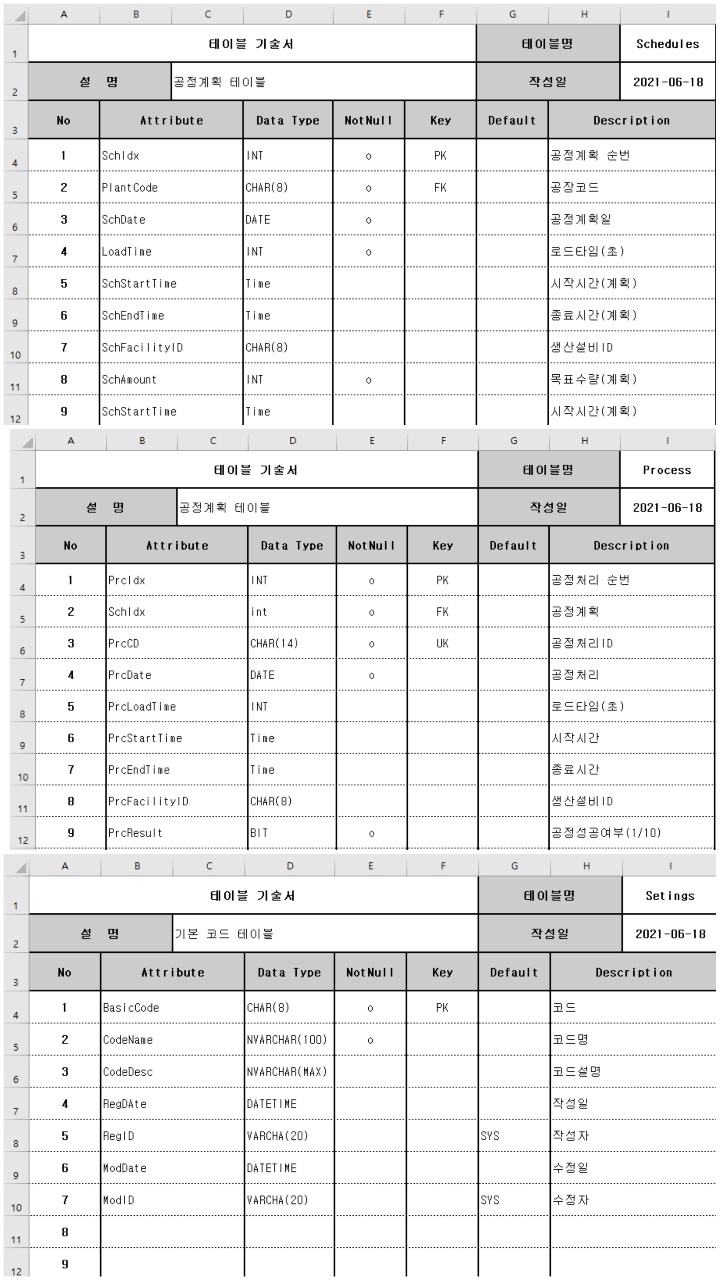 A B C D E F G H I
1 테이블 기술서 테이블명 Schedules
2 설 명 공정계획 테이블 작성일 2021-06-18
3 No Attribute Data Type NotNull Key Default Description
4 1 SchIdx INT o PK 공정계획 순번
5 2 PlantCode CHAR(8) o FK 공장코드
6 3 SchDate DATE o 공정계획일
7 4 LoadTime INT o 로드타임(초)
8 5 SchStartTime Time 시작시간(계획)
9 6 SchEndTime Time 종료시간(계획)
10 7 SchFacilityID CHAR(8) 생산설비ID
11 8 SchAmount INT o 목표수량(계획)
12 9 SchStartTime Time 시작시간(계획)
A B C D E F G H I
1 테이블 기술서 테이블명 Process
2 설 명 공정계획 테이블 작성일 2021-06-18
3 No Attribute Data Type NotNull Key Default Description
4 1 PrcIdx INT o PK 공정처리 순번
5 2 SchIdx int o FK 공정계획
6 3 PrcCD CHAR(14) o UK 공정처리ID
7 4 PrcDate DATE o 공정처리
8 5 PrcLoadTime INT 로드타임(초)
9 6 PrcStartTime Time 시작시간
10 7 PrcEndTime Time 종료시간
11 8 PrcFacilityID CHAR(8) 생산설비ID
12 9 PrcResult BIT o 공정성공여부(1/10)
A B C D E F G H I
1 테이블 기술서 테이블명 Setings
2 설 명 기본 코드 테이블 작성일 2021-06-18
3 No Attribute Data Type NotNull Key Default Description
4 1 BasicCode CHAR(8) o PK 코드
5 2 CodeName NVARCHAR(100) o 코드명
6 3 CodeDesc NVARCHAR(MAX) 코드설명
7 4 RegDAte DATETIME 작성일
8 5 RegID VARCHA(20) SYS 작성자
9 6 ModDate DATETIME 수정일
10 7 ModID VARCHA(20) SYS 수정자
11 8
12 9